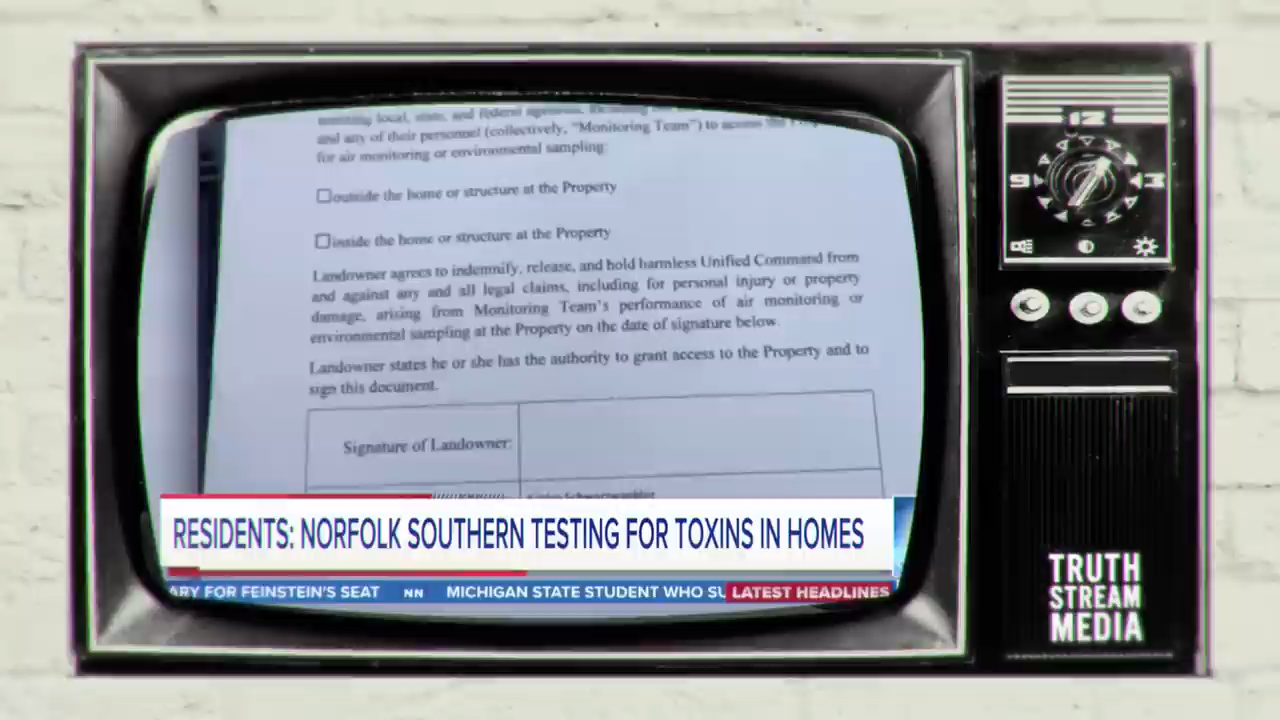 local, state, and federal
and any of their personnel (collectively, “Monitoring Team”) to access the
for air monitoring or environmental sampling:
outside the home or structure at the Property
inside the home or structure at the Property
Landowner agrees to indemnify, release, and hold harmless Unified Command from
and against any and all legal claims, including for personal injury or property
damage, arising from Monitoring Team’s performance of air monitoring or
environmental sampling at the Property on the date of signature below.
Landowner states he or she has the authority to grant access to the Property and to
sign this document.
Signature of Landowner:
RESIDENTS: NORFOLK SOUTHERN TESTING FOR TOXINS IN HOMES
ARY FOR FEINSTEIN’S SEAT NN MICHIGAN STATE STUDENT WHO SU LATEST HEADLINES
12
9 3
TRUTH
STREAM
MEDIA